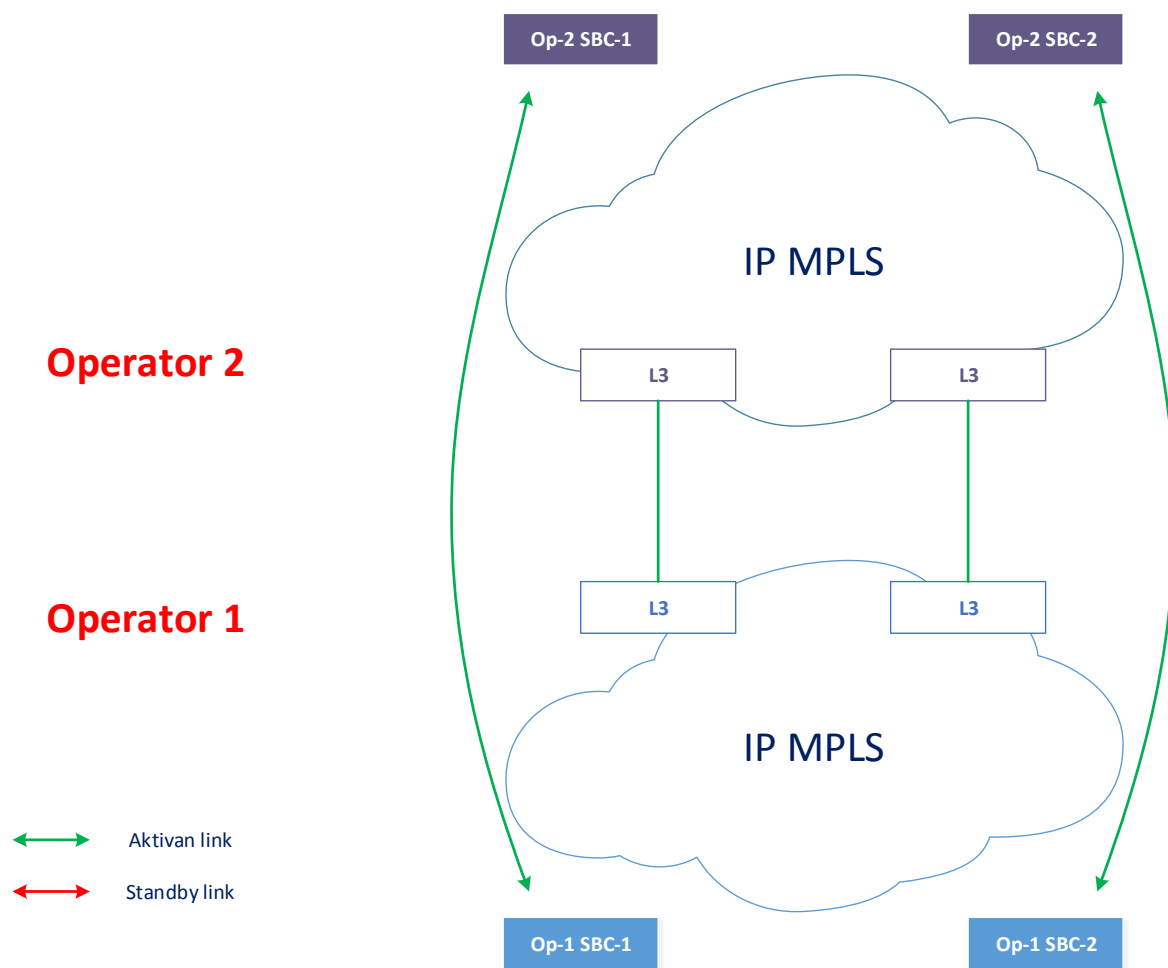 Op-2 SBC-1
Op-2 SBC-2
IP MPLS
Operator 2
L3
L3
Operator 1
L3
L3
IP MPLS
Aktivan link
Standby link
Op-1 SBC-1
Op-1 SBC-2